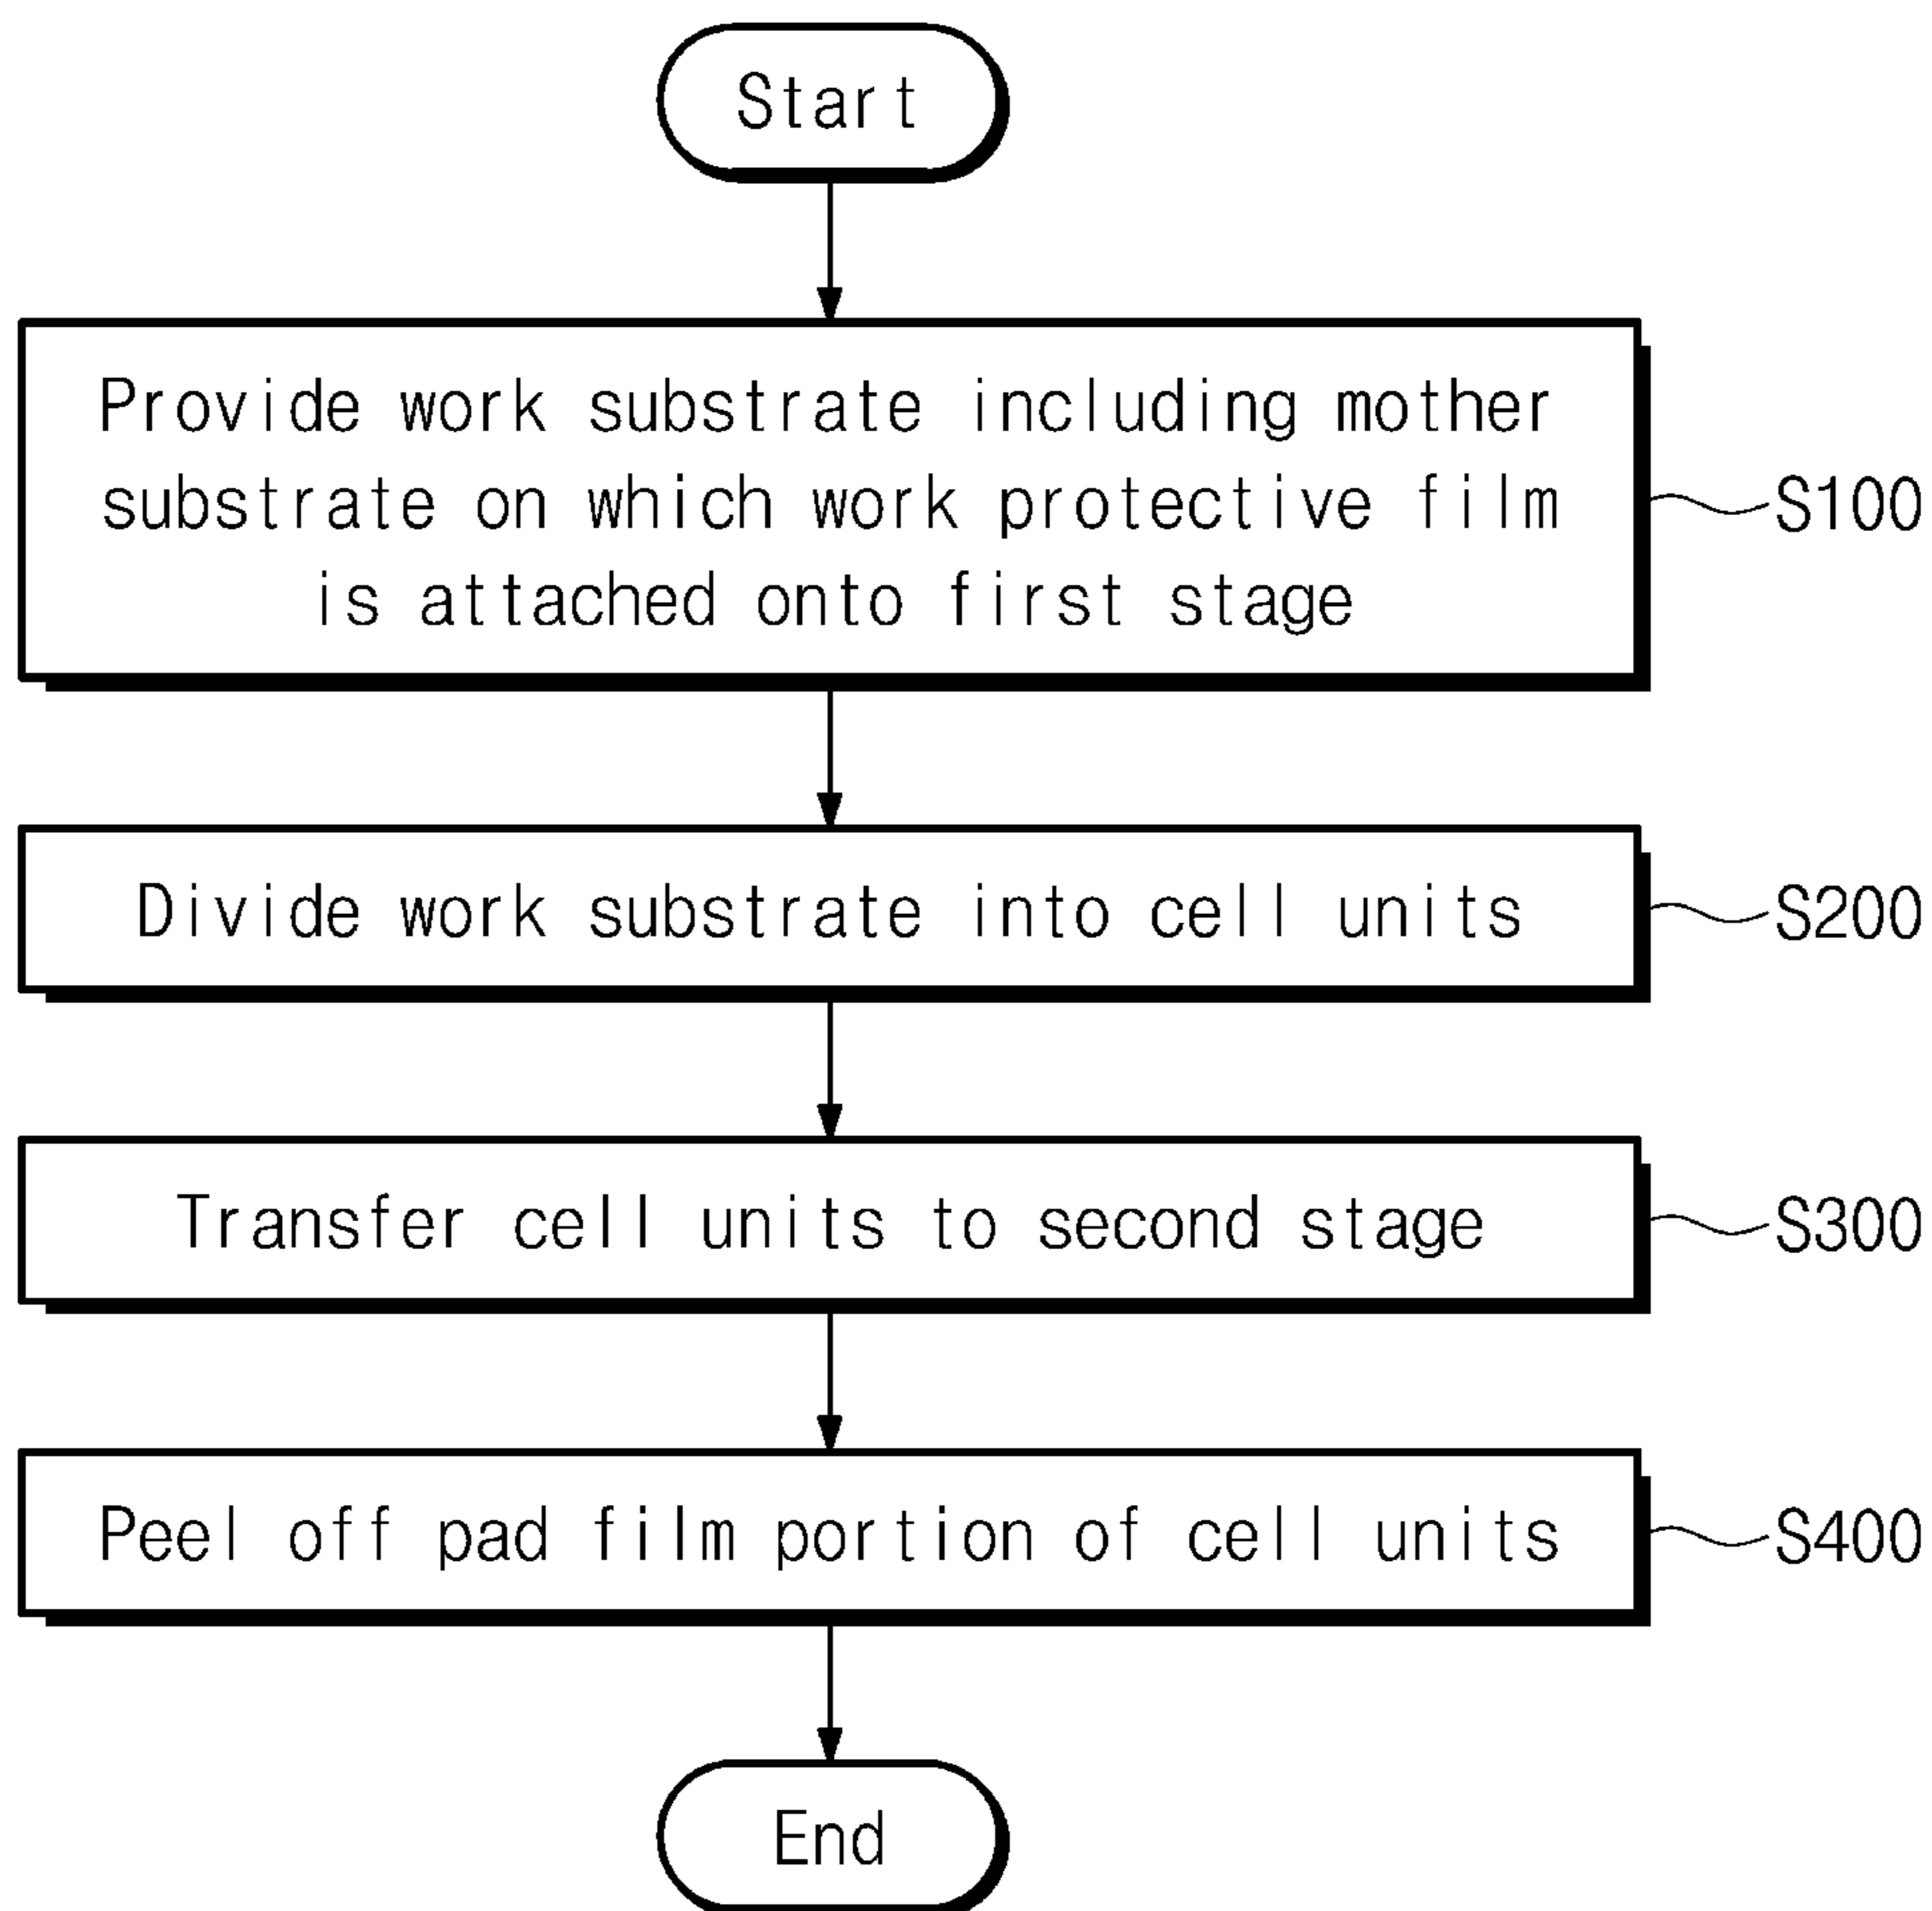 Start
Provide work substrate including mother
substrate on which work protective film
is attached onto first stage
S100
Divide work substrate into cell units
S200
Transfer cell units to second stage
S300
Peel off pad film portion of cell units
S400
End